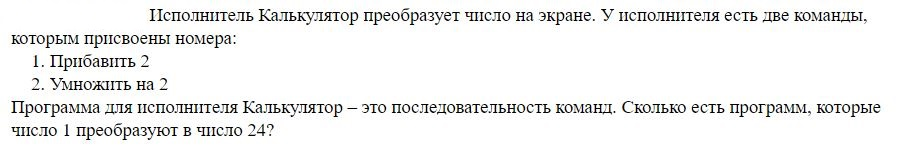 Исполнитель Калькулятор преобразует число на экране. У исполнителя есть две команды,
которым присвоены номера:
1. Прибавить 2
2. Умножить на 2
Программа для исполнителя Калькулятор – это последовательность команд. Сколько есть программ, которые
число 1 преобразуют в число 24?